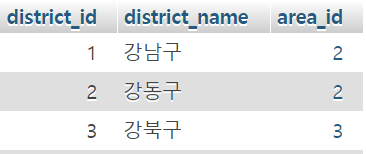 district_id district_name area_id
1 강남구 2
2 강동구 2
3 강북구 3